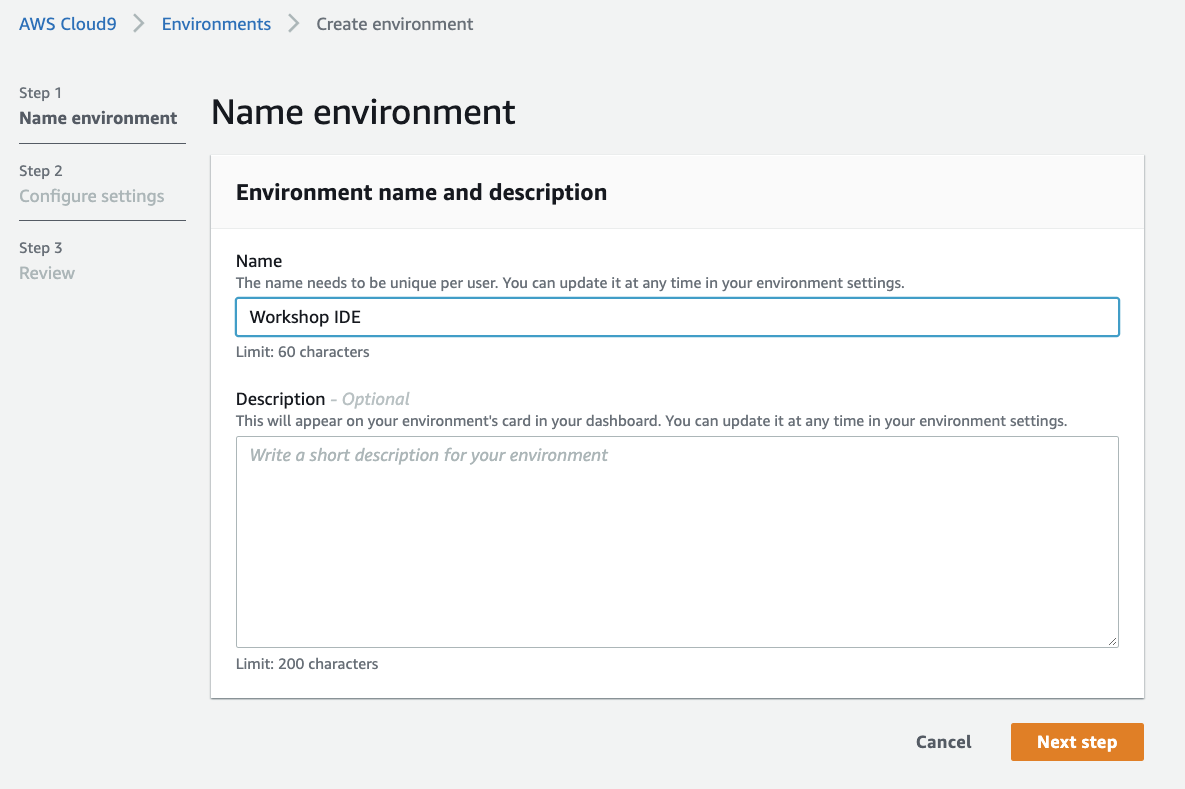 AWS Cloud9 > Environments > Create environment
Step 1
Name environment
Step 2
Configure settings
Step 3
Review
Name environment
Environment name and description
Name
The name needs to be unique per user. You can update it at any time in your environment settings.
Workshop IDE
Limit: 60 characters
Description - Optional
This will appear on your environment's card in your dashboard. You can update it at any time in your environment settings.
Write a short description for your environment
Limit: 200 characters
Cancel Next step